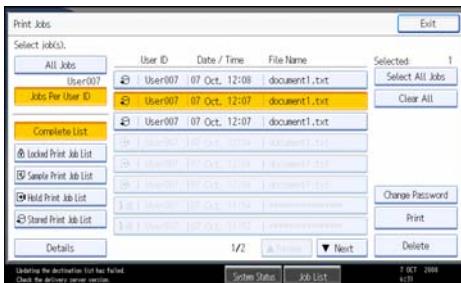 Print Jobs
Exit
Select job(s).
All Jobs
User ID
Date / Time
File Name
Selected: 1
User007
User007 07 Oct. 12:08 document1.txt
Select All Jobs
Jobs Per User ID
User007 07 Oct. 12:07 document1.txt
Clear All
Complete List
User007 07 Oct. 12:07 document1.txt
Locked Print Job List
Sample Print Job List
Hold Print Job List
Change Password
Stored Print Job List
Print
Details
1/2
Next
Delete
Updating the destination list has failed.
Check the delivery server version.
System Status
Job List
7 OCT 2008